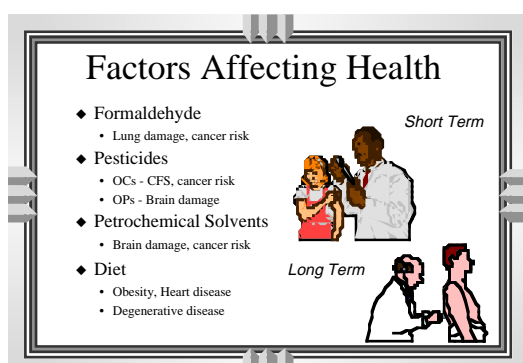 Factors Affecting Health
◆ Formaldehyde
• Lung damage, cancer risk
◆ Pesticides
• OCs - CFS, cancer risk
• OPs - Brain damage
◆ Petrochemical Solvents
• Brain damage, cancer risk
◆ Diet
• Obesity, Heart disease
• Degenerative disease
Short Term
Long Term